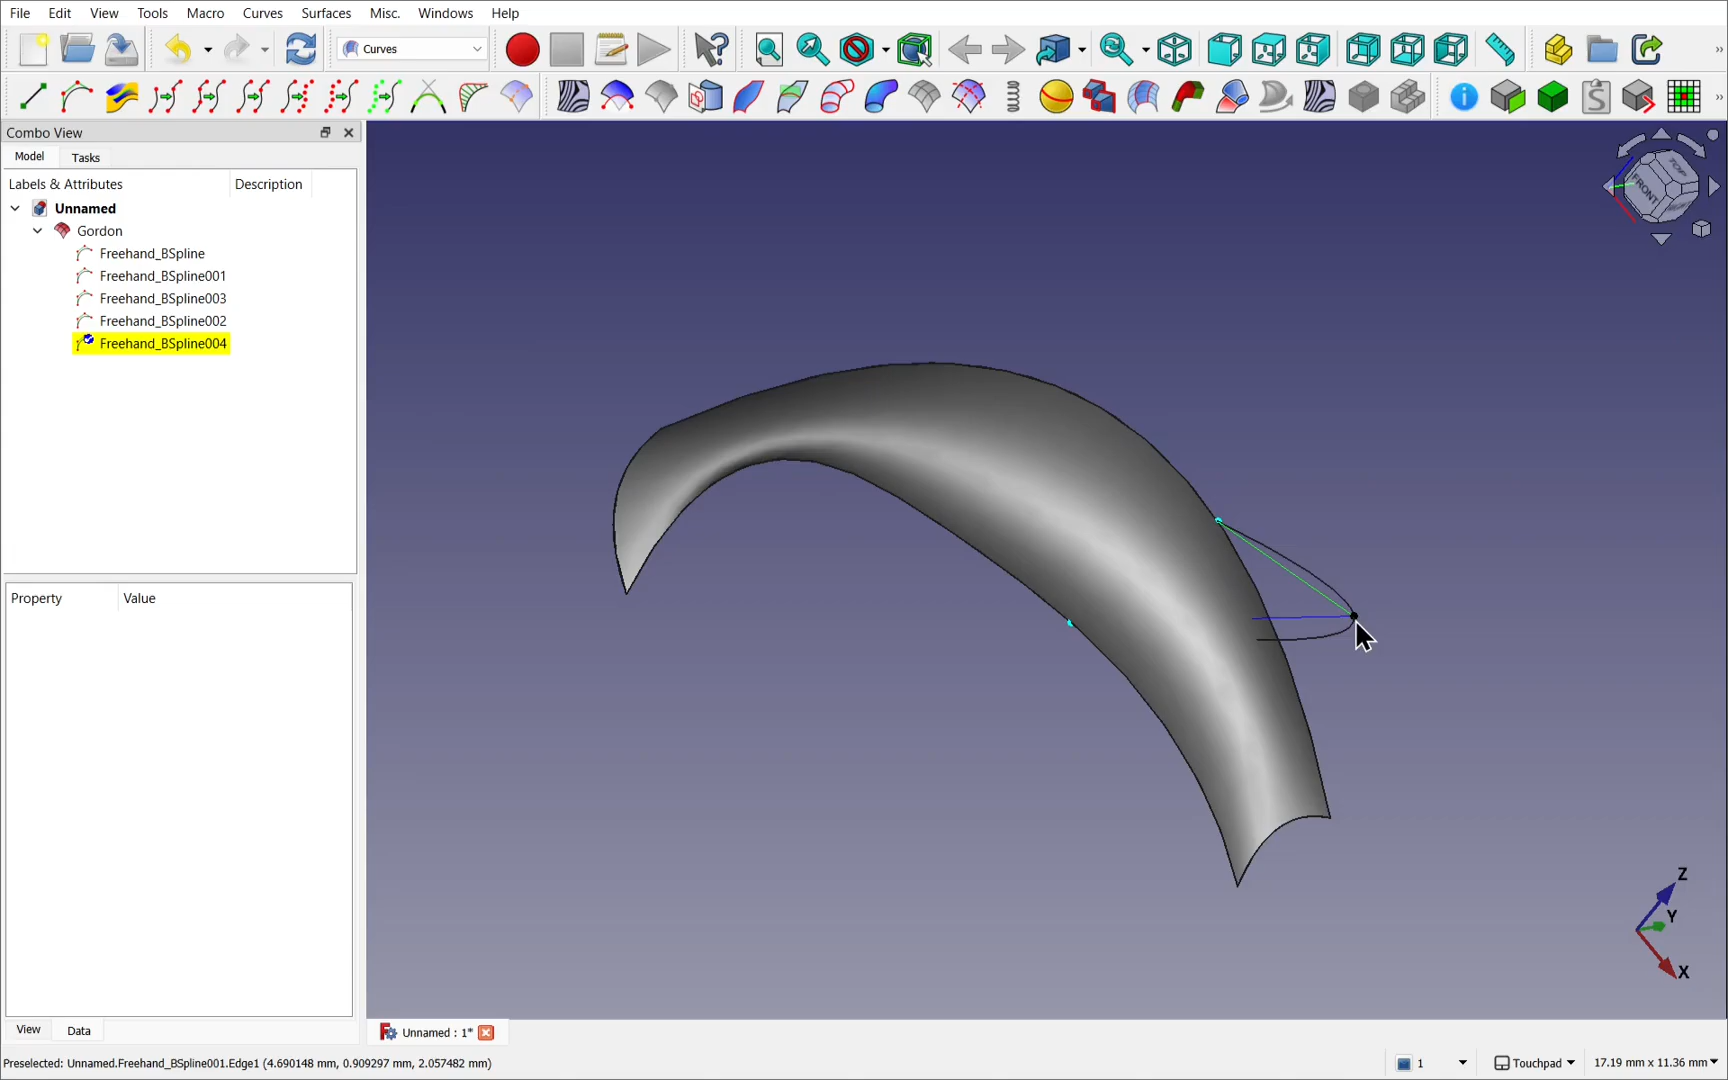 File Edit View Tools Macro Curves Surfaces Misc. Windows Help
Curves
Combo View
Model Tasks
Labels & Attributes Description
Unnamed
Gordon
Freehand_BSpline
Freehand_BSpline001
Freehand_BSpline003
Freehand_BSpline002
Freehand_BSpline004
Property Value
View Data
TOP
FRONT
Z
Y
X
Unnamed : 1*
Preselected: Unnamed.Freehand_BSpline001.Edge1 (4.690148 mm, 0.909297 mm, 2.057482 mm)
1 Touchpad 17.19 mm x 11.36 mm